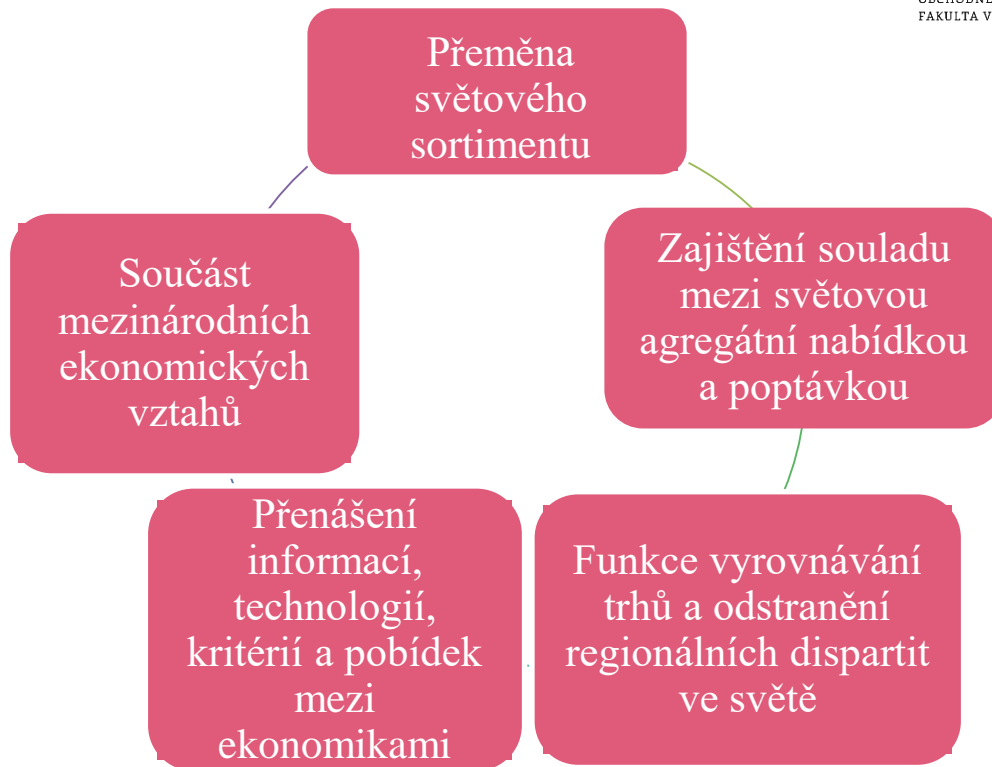 FAKULTA V
Přeměna
světového
sortimentu
Zajištění souladu
mezi světovou
agregátní nabídkou
a poptávkou
Funkce vyrovnávání
trhů a odstranění
regionálních dispartit
ve světě
Přenášení
informací,
technologií,
kritérií a pobídek
mezi
ekonomikami
Součást
mezinárodních
ekonomických
vztahů